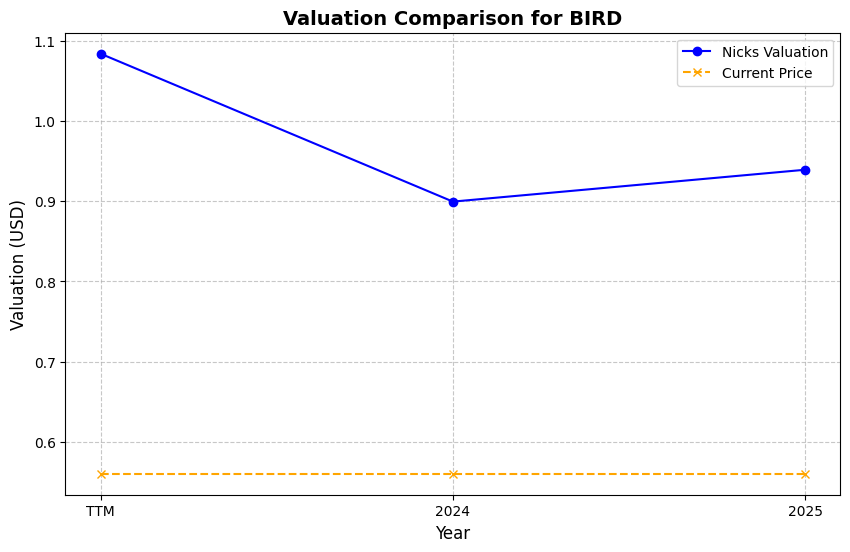 Valuation Comparison for BIRD
Nicks Valuation
Current Price
Valuation (USD)
1.1
1.0
0.9
0.8
0.7
0.6
TTM 2024 2025
Year